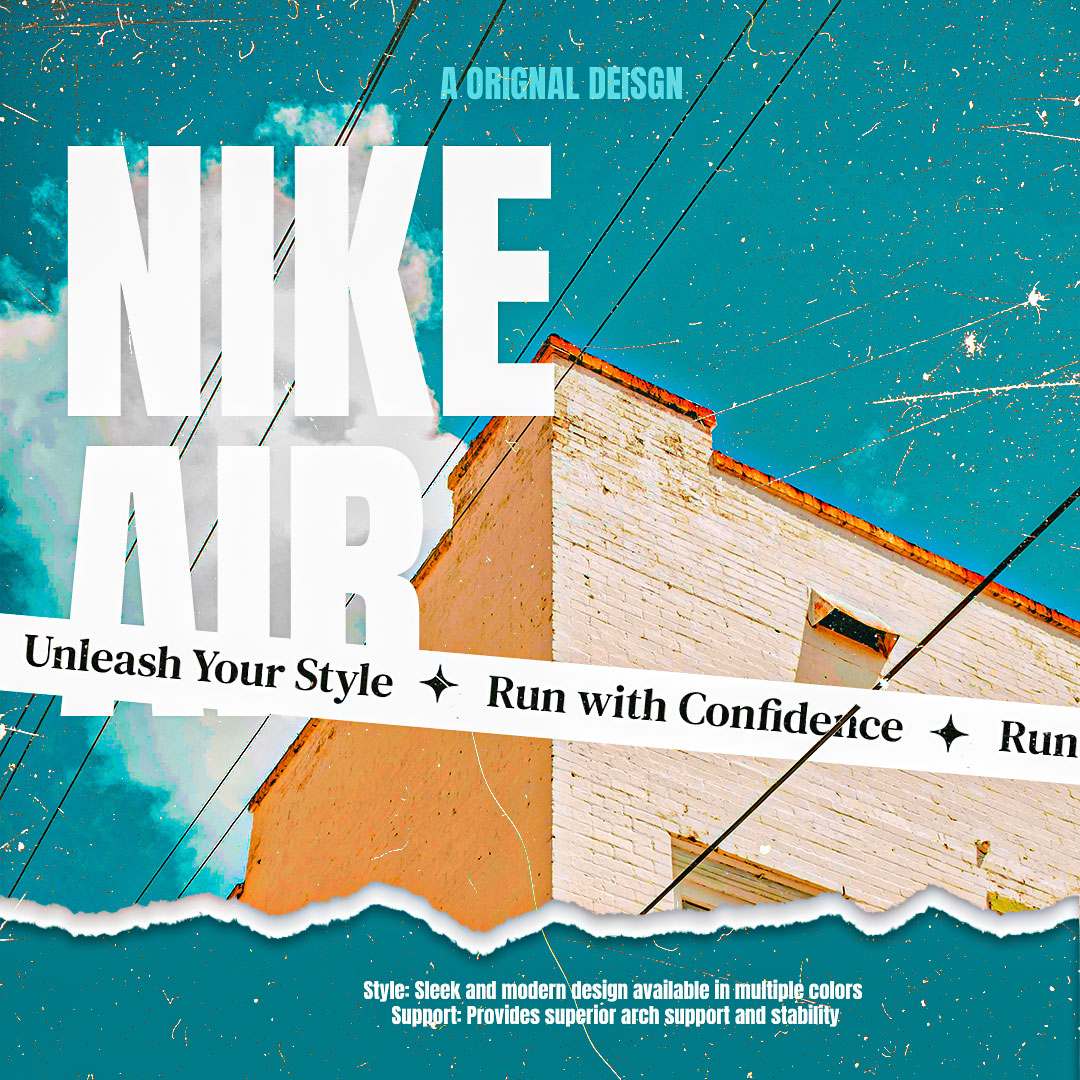 A ORIGNAL DEISGN
NIKE
AIR
Unleash Your Style ✦ Run with Confidence ✦ Run
Style: Sleek and modern design available in multiple colors
Support: Provides superior arch support and stability